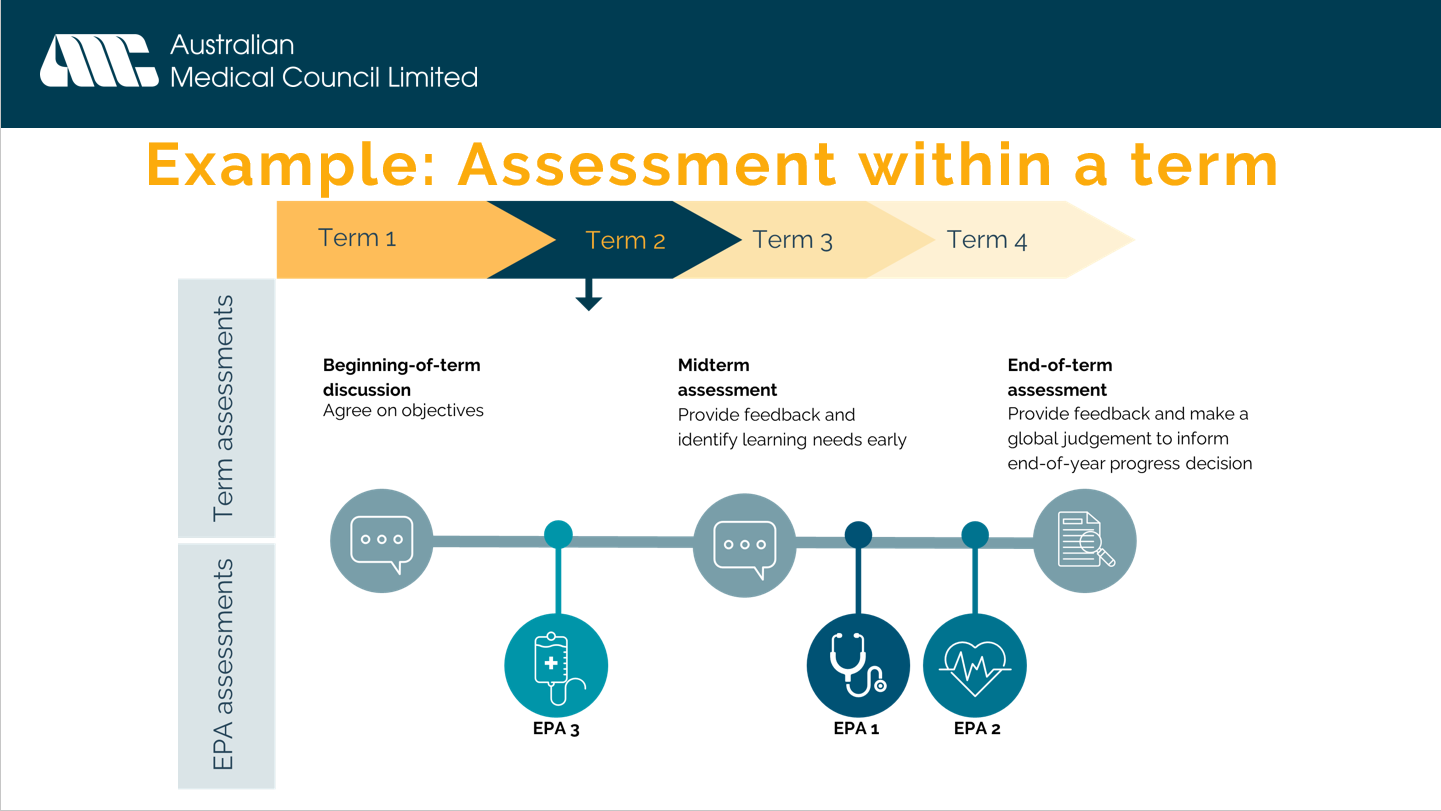 Australian
Medical Council Limited
Example: Assessment within a term
Term 1
Term 2
Term 3
Term 4
Term assessments
Beginning-of-term
discussion
Agree on objectives
Midterm
assessment
Provide feedback and
identify learning needs early
End-of-term
assessment
Provide feedback and make a
global judgement to inform
end-of-year progress decision
EPA assessments
EPA 3
EPA 1
EPA 2